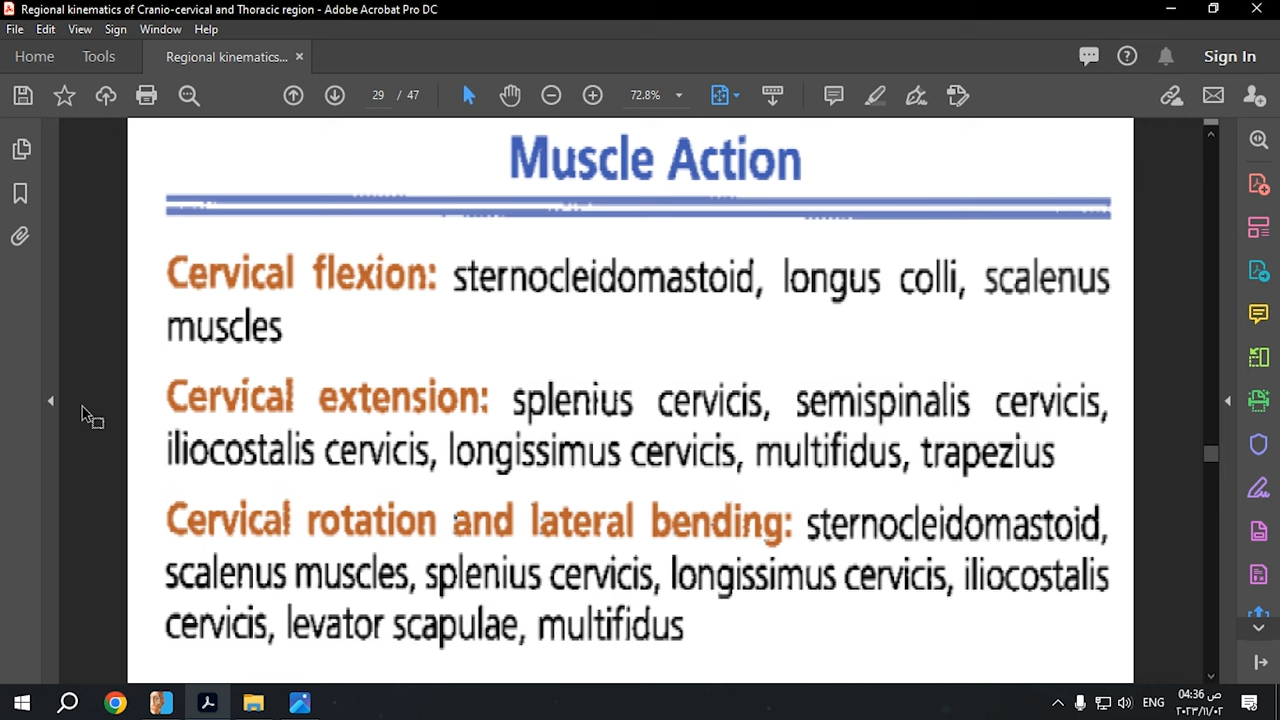 Regional kinematics of Cranio-cervical and Thoracic region - Adobe Acrobat Pro DC
File Edit View Sign Window Help
Home Tools Regional kinematics... × Sign In
29 / 47 72.8%
Muscle Action
Cervical flexion: sternocleidomastoid, longus colli, scalenus
muscles
Cervical extension: splenius cervicis, semispinalis cervicis,
iliocostalis cervicis, longissimus cervicis, multifidus, trapezius
Cervical rotation and lateral bending: sternocleidomastoid,
scalenus muscles, splenius cervicis, longissimus cervicis, iliocostalis
cervicis, levator scapulae, multifidus
ENG ص 04:36
٢٠٢٣/١١/٠٢